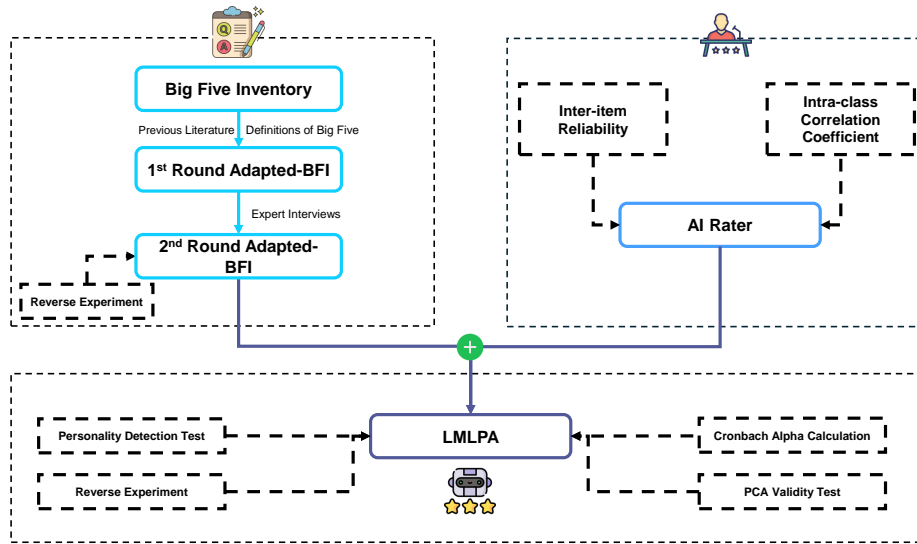 Big Five Inventory
Previous Literature
Definitions of Big Five
1st Round Adapted-BFI
Expert Interviews
2nd Round Adapted-
BFI
Reverse Experiment
Inter-item
Reliability
Intra-class
Correlation
Coefficient
AI Rater
Personality Detection Test
Reverse Experiment
LMLPA
Cronbach Alpha Calculation
PCA Validity Test